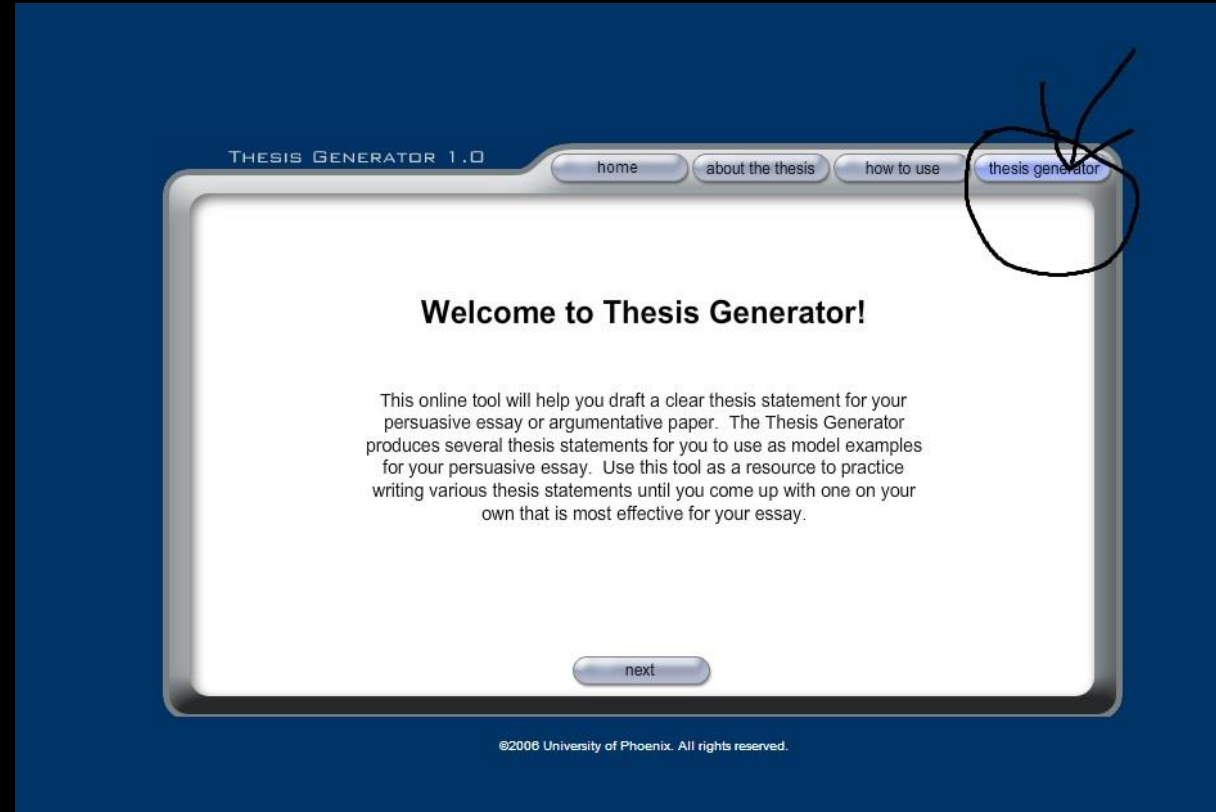 THESIS GENERATOR 1.0
home
about the thesis
how to use
thesis generator
Welcome to Thesis Generator!
This online tool will help you draft a clear thesis statement for your
persuasive essay or argumentative paper.  The Thesis Generator
produces several thesis statements for you to use as model examples
for your persuasive essay.  Use this tool as a resource to practice
writing various thesis statements until you come up with one on your
own that is most effective for your essay.
next
©2006 University of Phoenix. All rights reserved.